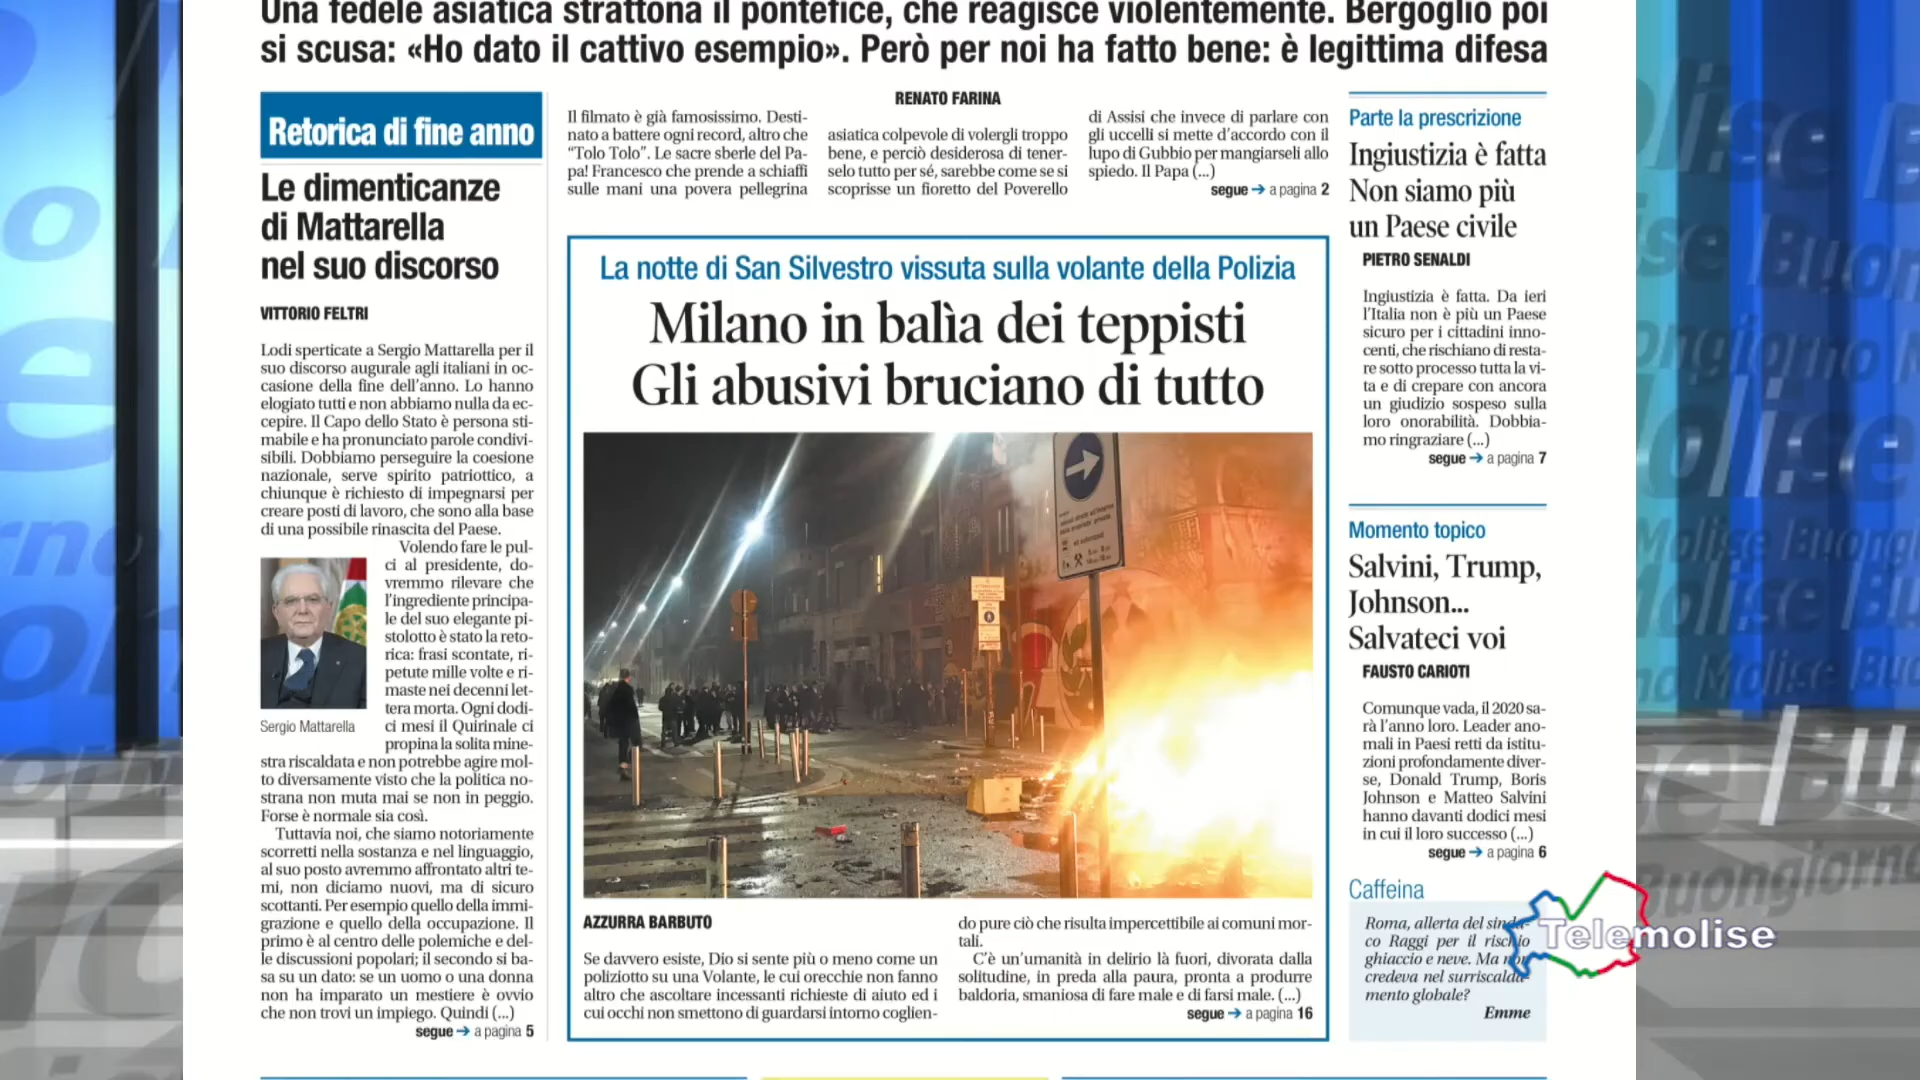 Una fedele asiatica strattona il pontefice, che reagisce violentemente. Bergoglio poi
si scusa: «Ho dato il cattivo esempio». Però per noi ha fatto bene: è legittima difesa
Retorica di fine anno
Le dimenticanze
di Mattarella
nel suo discorso
VITTORIO FELTRI
Lodi sperticate a Sergio Mattarella per il
suo discorso augurale agli italiani in oc-
casione della fine dell'anno. Lo hanno
elogiato tutti e non abbiamo nulla da ec-
cepire. Il Capo dello Stato è persona sti-
mabile e ha pronunciato parole condivi-
sibili. Dobbiamo perseguire la coesione
nazionale, serve spirito patriottico, a
chiunque è richiesto di impegnarsi per
creare posti di lavoro, che sono alla base
di una possibile rinascita del Paese.
Volendo fare le pul-
ci al presidente, do-
vremmo rilevare che
l'ingrediente principa-
le del suo elegante pi-
stolotto è stato la reto-
rica: frasi scontate, ri-
petute mille volte e ri-
maste nei decenni let-
tera morta. Ogni dodi-
ci mesi il Quirinale ci
propina la solita mine-
stra riscaldata e non potrebbe agire mol-
to diversamente visto che la politica no-
strana non muta mai se non in peggio.
Forse è normale sia così.
Tuttavia noi, che siamo notoriamente
scorretti nella sostanza e nel linguaggio,
al suo posto avremmo affrontato altri te-
mi, non diciamo nuovi, ma di sicuro
scottanti. Per esempio quello della immi-
grazione e quello della occupazione. Il
primo è al centro delle polemiche e del-
le discussioni popolari; il secondo si ba-
sa su un dato: se un uomo o una donna
non ha imparato un mestiere è ovvio
che non trovi un impiego. Quindi (...)
segue → a pagina 5
Sergio Mattarella
RENATO FARINA
Il filmato è già famosissimo. Desti-
nato a battere ogni record, altro che
“Tolo Tolo”. Le sacre sberle del Pa-
pa! Francesco che prende a schiaffi
sulle mani una povera pellegrina
asiatica colpevole di volergli troppo
bene, e perciò desiderosa di tener-
selo tutto per sé, sarebbe come se si
scoprisse un fioretto del Poverello
di Assisi che invece di parlare con
gli uccelli si mette d'accordo con il
lupo di Gubbio per mangiarseli allo
spiedo. Il Papa (...)
segue → a pagina 2
La notte di San Silvestro vissuta sulla volante della Polizia
Milano in balìa dei teppisti
Gli abusivi bruciano di tutto
AZZURRA BARBUTO
Se davvero esiste, Dio si sente più o meno come un
poliziotto su una Volante, le cui orecchie non fanno
altro che ascoltare incessanti richieste di aiuto ed i
cui occhi non smettono di guardarsi intorno coglien-
do pure ciò che risulta impercettibile ai comuni mor-
tali.
C'è un'umanità in delirio là fuori, divorata dalla
solitudine, in preda alla paura, pronta a produrre
baldoria, smaniosa di fare male e di farsi male. (...)
segue → a pagina 16
Parte la prescrizione
Ingiustizia è fatta
Non siamo più
un Paese civile
PIETRO SENALDI
Ingiustizia è fatta. Da ieri
l'Italia non è più un Paese
sicuro per i cittadini inno-
centi, che rischiano di resta-
re sotto processo tutta la vi-
ta e di crepare con ancora
un giudizio sospeso sulla
loro onorabilità. Dobbia-
mo ringraziare (...)
segue → a pagina 7
Momento topico
Salvini, Trump,
Johnson...
Salvateci voi
FAUSTO CARIOTI
Comunque vada, il 2020 sa-
rà l'anno loro. Leader ano-
mali in Paesi retti da istitu-
zioni profondamente diver-
se, Donald Trump, Boris
Johnson e Matteo Salvini
hanno davanti dodici mesi
in cui il loro successo (...)
segue → a pagina 6
Caffeina
Roma, allerta del sinda-
co Raggi per il rischio
ghiaccio e neve. Ma non
credeva nel surriscalda-
mento globale?
Emme
Telemolise
Buongiorno